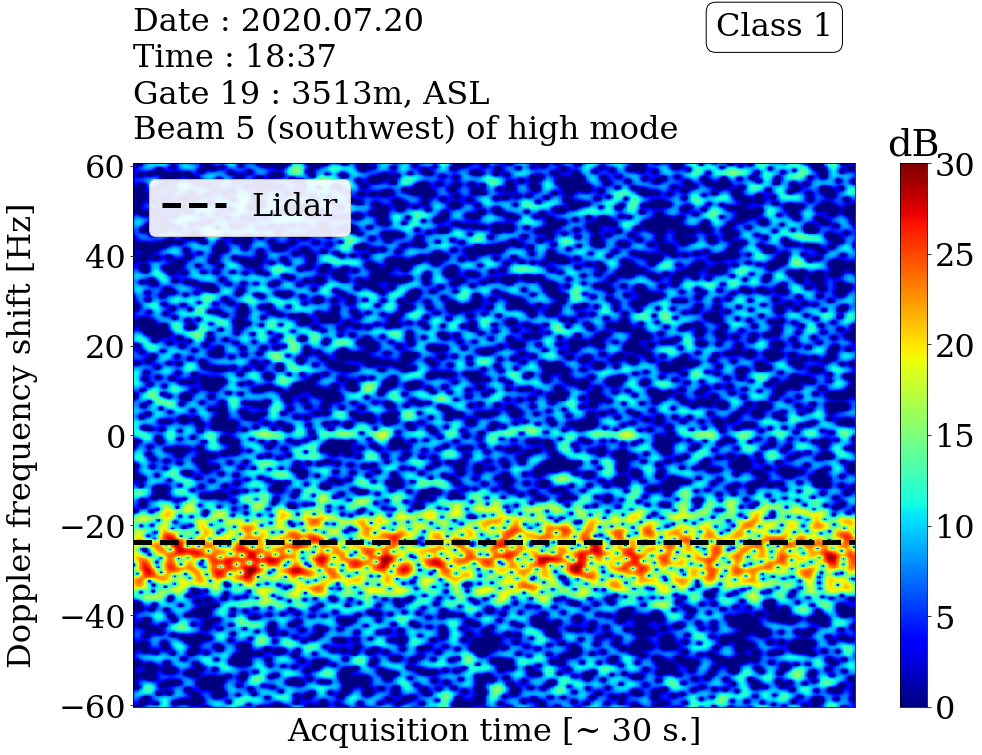 Date : 2020.07.20
Class 1
Time : 18:37
Gate 19 : 3513m, ASL
Beam 5 (southwest) of high mode
dB
Lidar
Doppler frequency shift [Hz]
60
40
20
0
−20
−40
−60
30
25
20
15
10
5
0
Acquisition time [~ 30 s.]